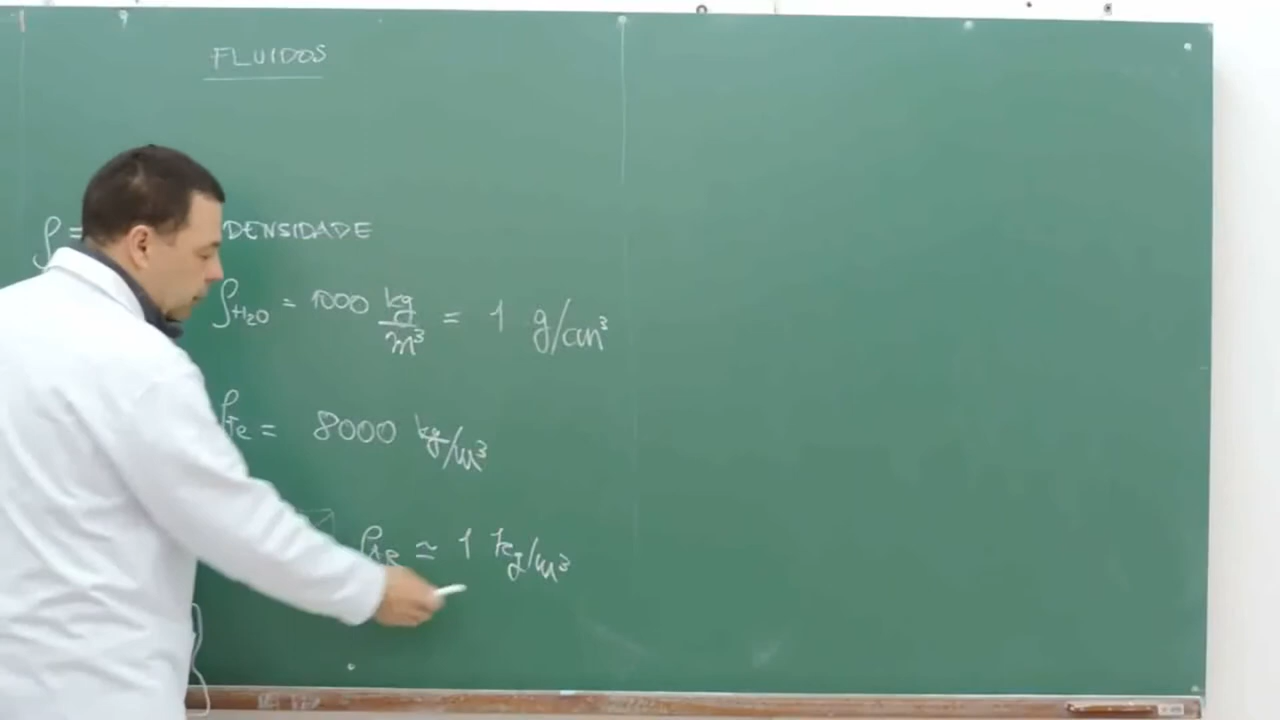 FLUIDOS
ρ = DENSIDADE
ρH₂O = 1000 kg/m³ = 1 g/cm³
ρFe = 8000 kg/m³
ρAR ≃ 1 kg/m³